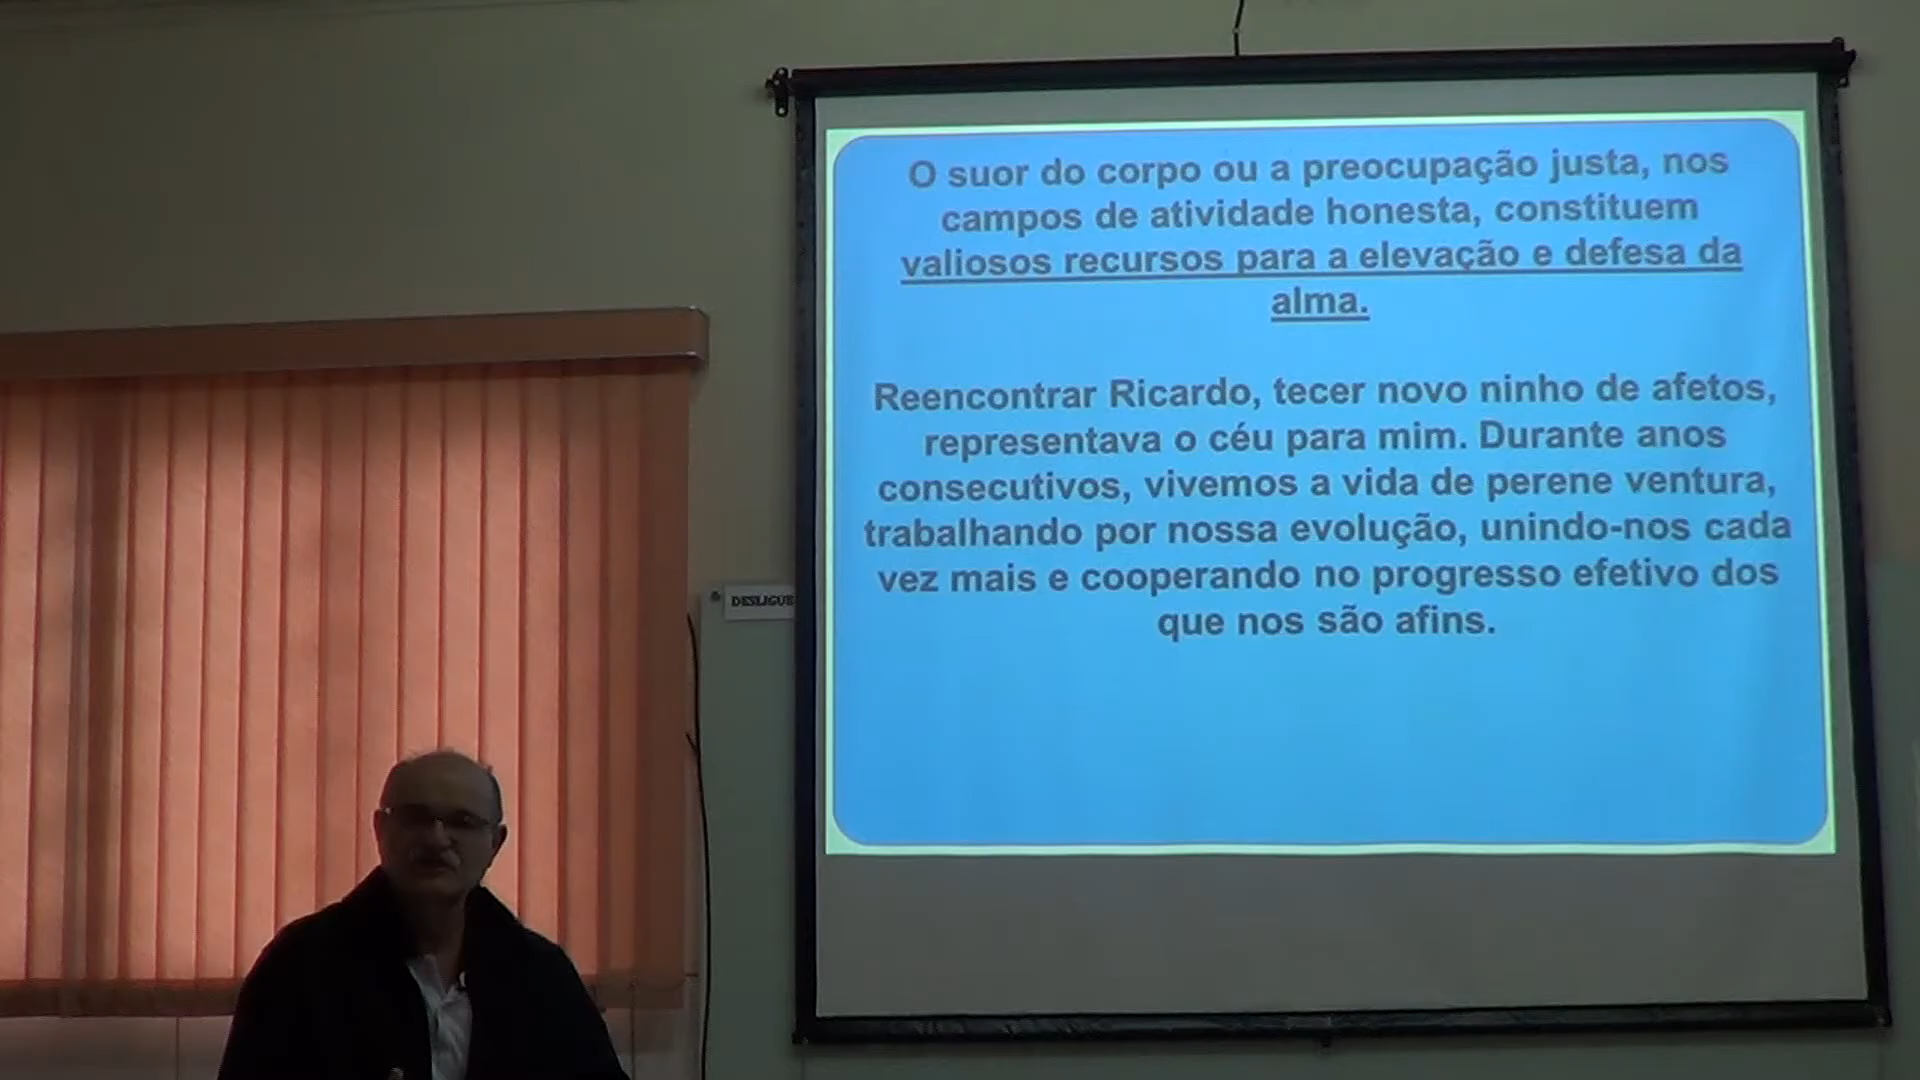 O suor do corpo ou a preocupação justa, nos
campos de atividade honesta, constituem
valiosos recursos para a elevação e defesa da
alma.
Reencontrar Ricardo, tecer novo ninho de afetos,
representava o céu para mim. Durante anos
consecutivos, vivemos a vida de perene ventura,
trabalhando por nossa evolução, unindo-nos cada
vez mais e cooperando no progresso efetivo dos
que nos são afins.
DESLIGUE